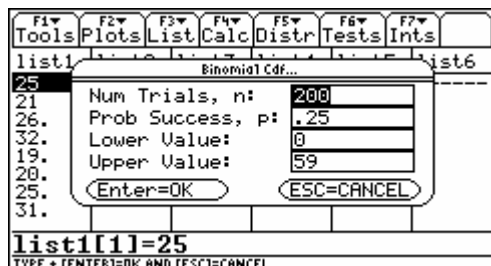 F1▾ F2▾ F3▾ F4▾ F5▾ F6▾ F7▾
Tools Plots List Calc Distr Tests Ints
list1 list6
Binomial Cdf...
25
21
26.
32.
19.
20.
25.
31.
Num Trials, n: 200
Prob Success, p: .25
Lower Value: 0
Upper Value: 59
Enter=OK ESC=CANCEL
list1[1]=25
TYPE + [ENTER]=OK AND [ESC]=CANCEL